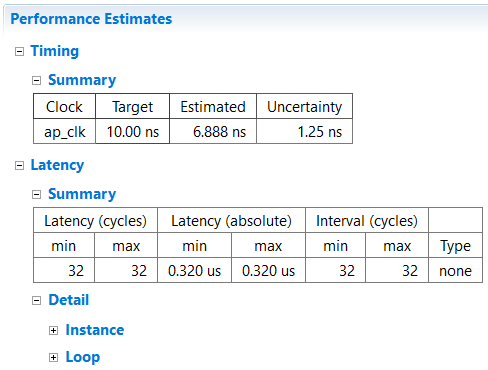 Performance Estimates
Timing
Summary
Clock Target Estimated Uncertainty
ap_clk 10.00 ns 6.888 ns 1.25 ns
Latency
Summary
Latency (cycles) Latency (absolute) Interval (cycles)
min max min max min max Type
32 32 0.320 us 0.320 us 32 32 none
Detail
Instance
Loop